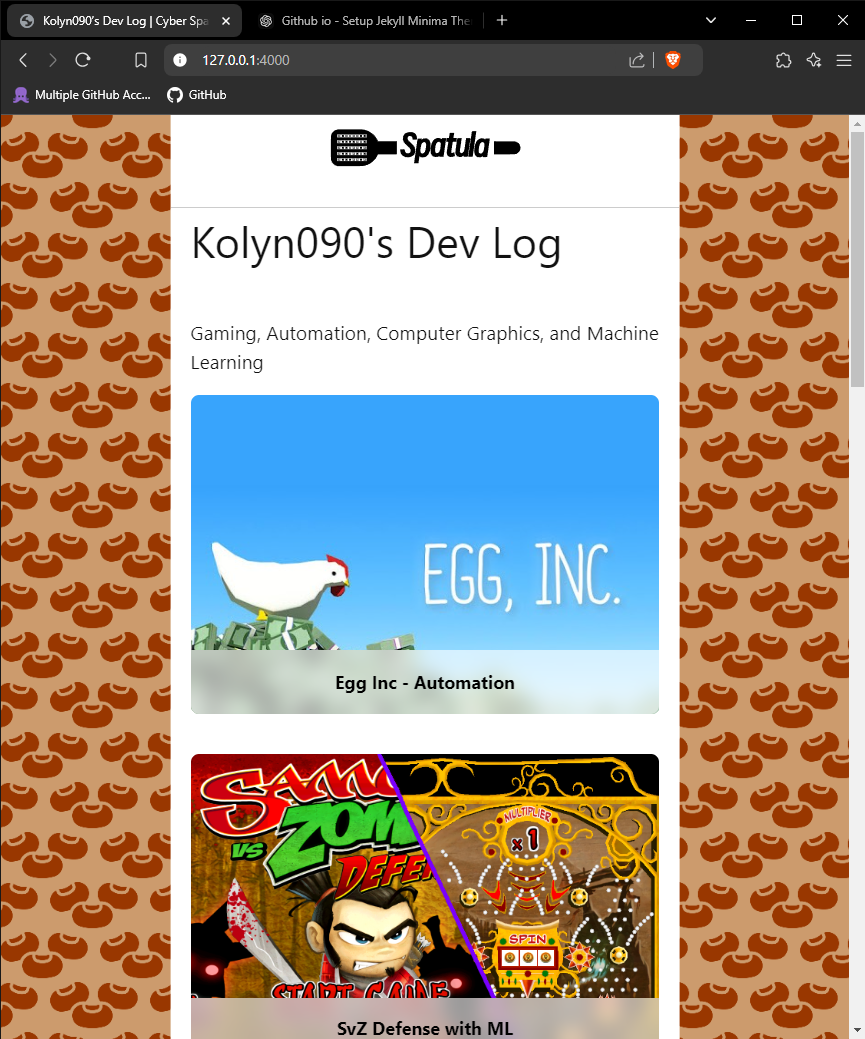 Kolyn090's Dev Log | Cyber Spa
Github io - Setup Jekyll Minima The
127.0.0.1:4000
Multiple GitHub Acc...
GitHub
Spatula
Kolyn090's Dev Log
Gaming, Automation, Computer Graphics, and Machine
Learning
EGG, INC.
Egg Inc - Automation
SAMU
VS ZOM
DEFE
MULTIPLIER
x 1
SPIN
START GAME
SvZ Defense with ML